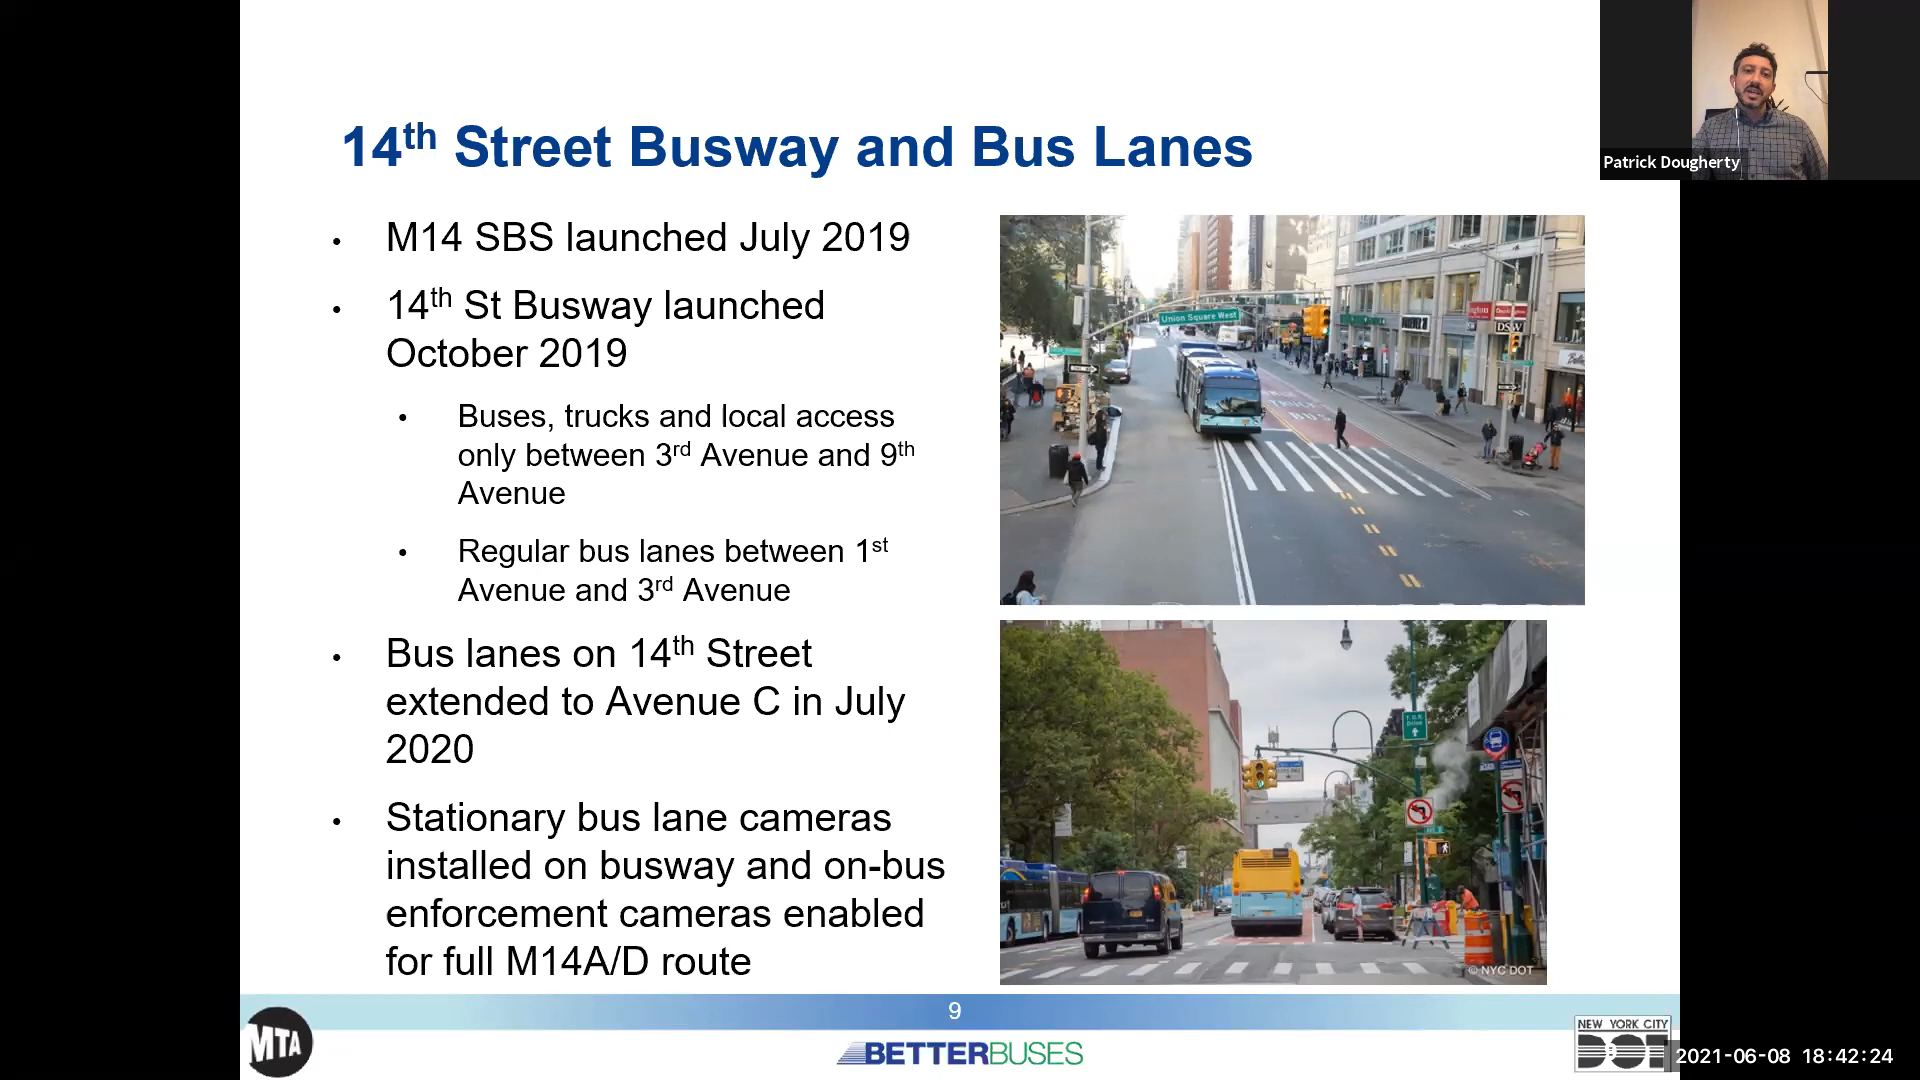 Patrick Dougherty
14th Street Busway and Bus Lanes
• M14 SBS launched July 2019
• 14th St Busway launched
October 2019
• Buses, trucks and local access
only between 3rd Avenue and 9th
Avenue
• Regular bus lanes between 1st
Avenue and 3rd Avenue
• Bus lanes on 14th Street
extended to Avenue C in July
2020
• Stationary bus lane cameras
installed on busway and on-bus
enforcement cameras enabled
for full M14A/D route
Union Square West
DSW
BUS
F.D.R.
Drive
© NYC DOT
9
MTA
BETTERBUSES
NEW YORK CITY
DOT
2021-06-08 18:42:24